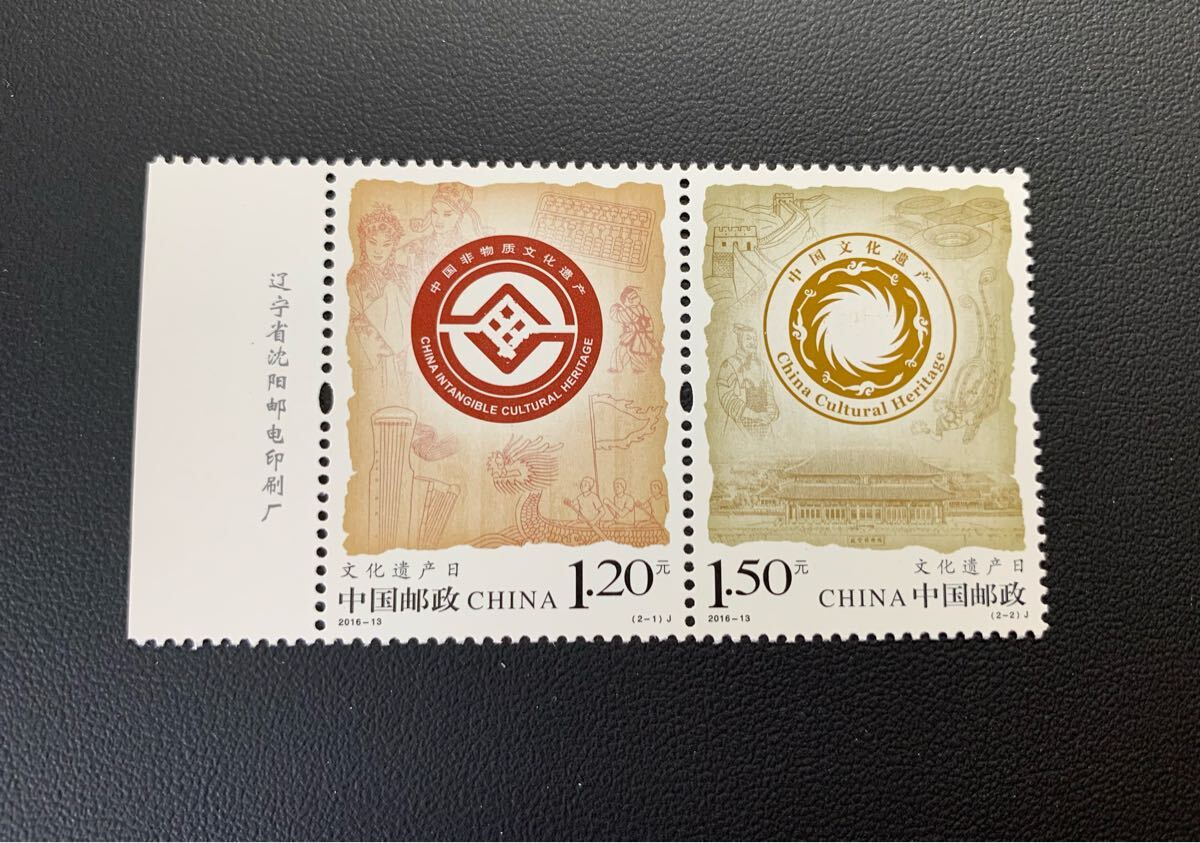 辽宁省沈阳邮电印刷厂
中国非物质文化遗产
CHINA INTANGIBLE CULTURAL HERITAGE
文化遗产日
中国邮政 CHINA 1.20元
2016-13 (2-1)J
中国文化遗产
China Cultural Heritage
1.50元 文化遗产日
CHINA 中国邮政
2016-13 (2-2)J